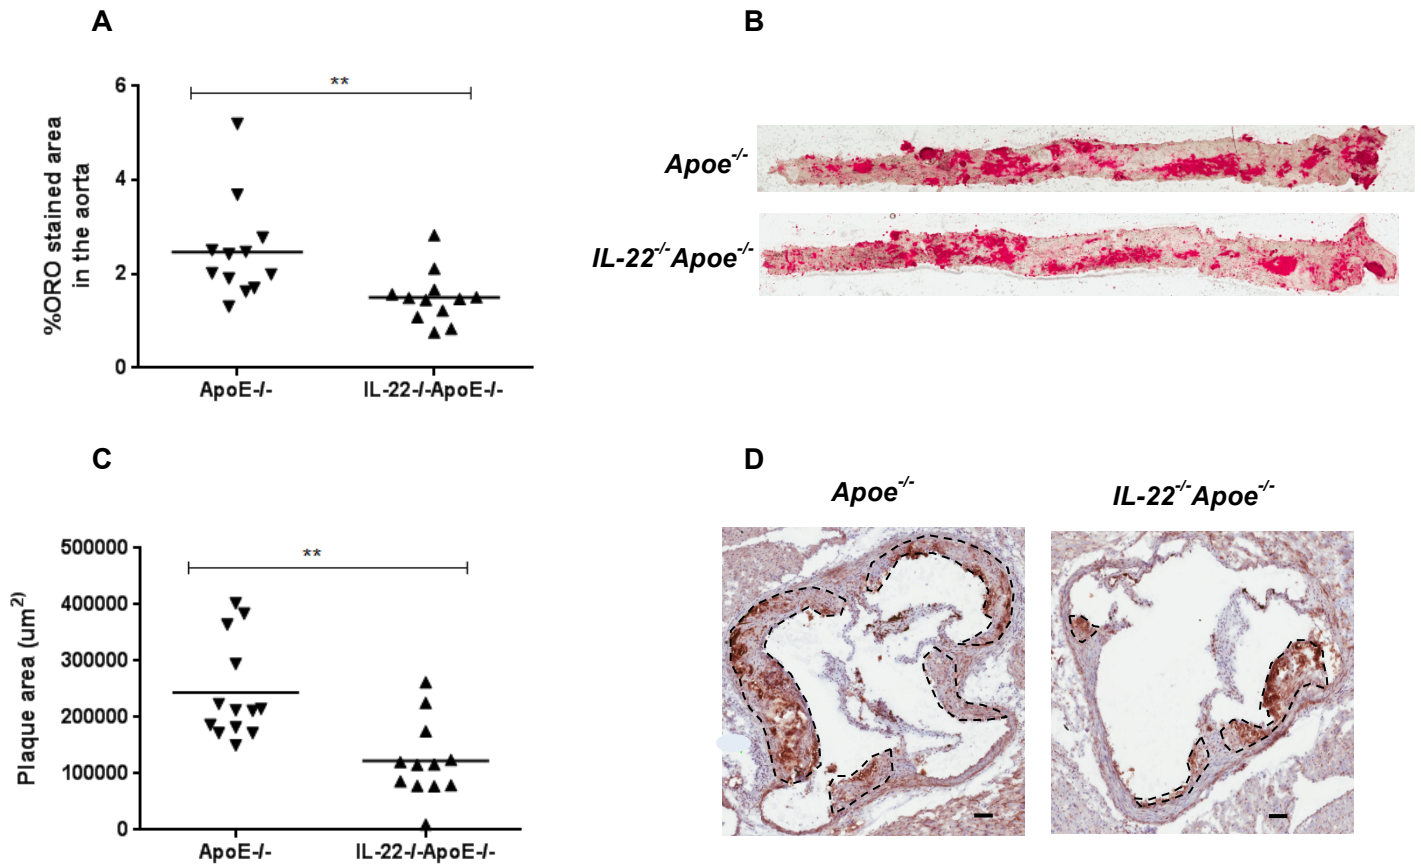 A
6
4
2
0
%ORO stained area
in the aorta
**
ApoE-/-
IL-22-/-ApoE-/-
B
Apoe-/-
IL-22-/-Apoe-/-
C
500000
400000
300000
200000
100000
0
Plaque area (um²)
**
ApoE-/-
IL-22-/-ApoE-/-
D
Apoe-/-
IL-22-/-Apoe-/-